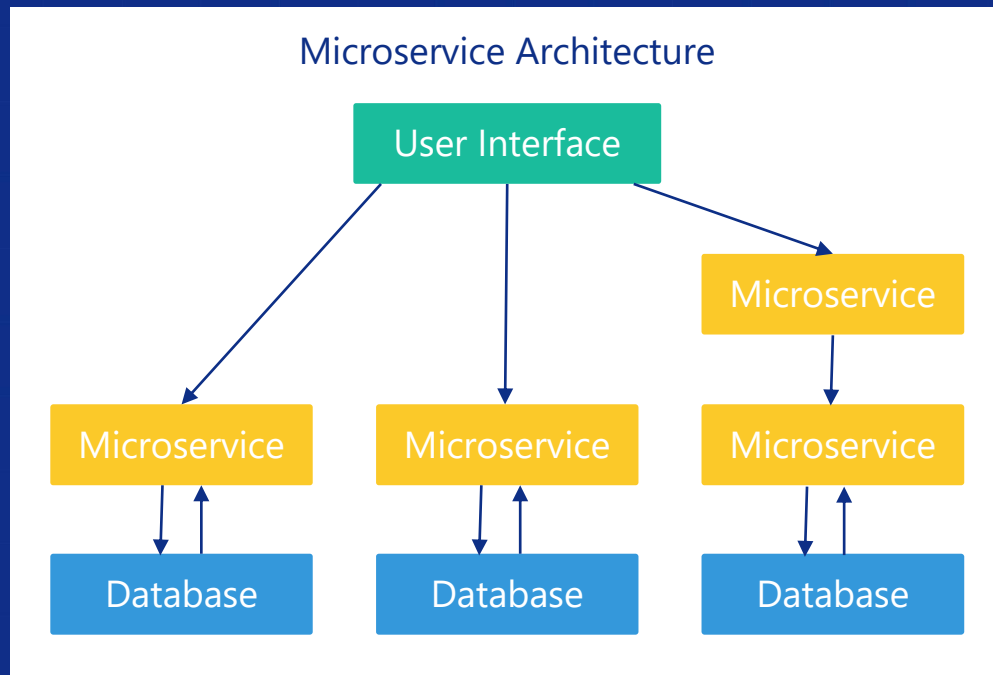 Microservice Architecture
User Interface
Microservice
Microservice
Microservice
Microservice
Database
Database
Database